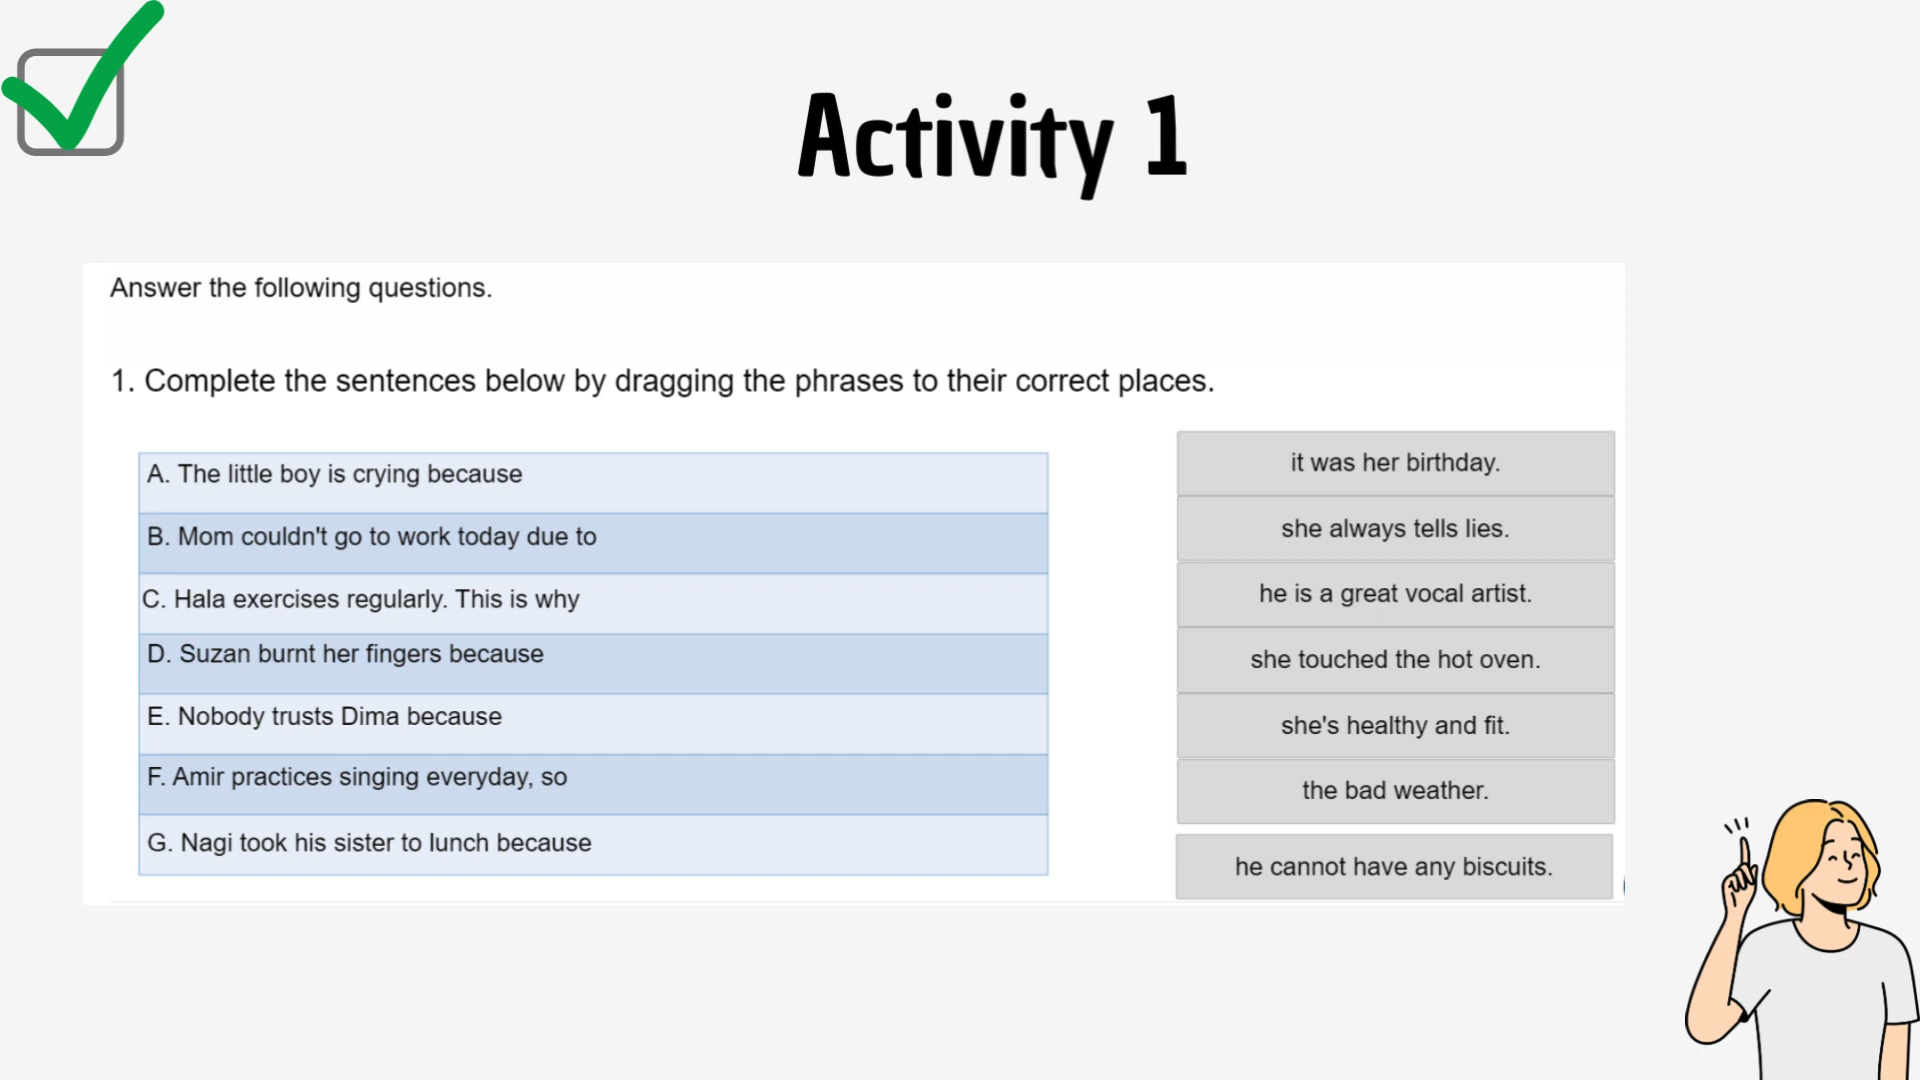 Activity 1
Answer the following questions.
1. Complete the sentences below by dragging the phrases to their correct places.
A. The little boy is crying because
B. Mom couldn't go to work today due to
C. Hala exercises regularly. This is why
D. Suzan burnt her fingers because
E. Nobody trusts Dima because
F. Amir practices singing everyday, so
G. Nagi took his sister to lunch because
it was her birthday.
she always tells lies.
he is a great vocal artist.
she touched the hot oven.
she's healthy and fit.
the bad weather.
he cannot have any biscuits.